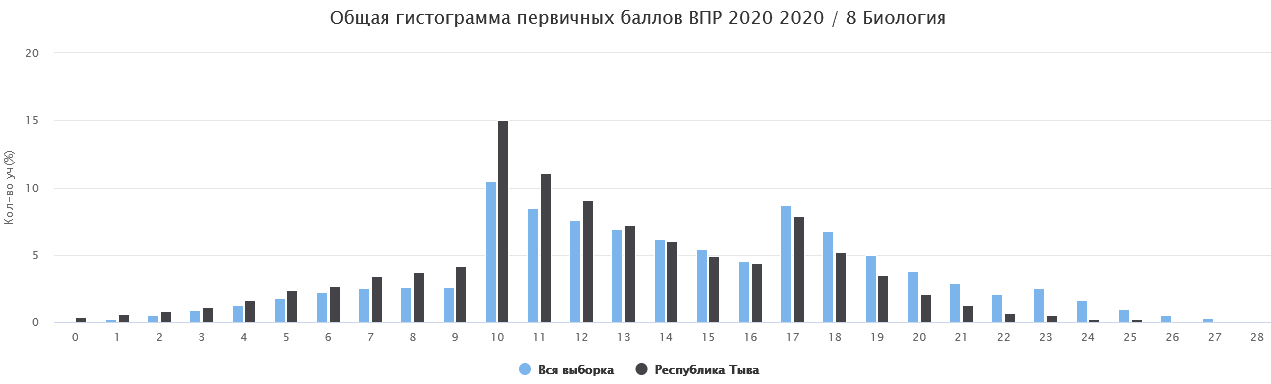 Общая гистограмма первичных баллов ВПР 2020 2020 / 8 Биология
20
15
10
5
0
Кол-во уч(%)
0 1 2 3 4 5 6 7 8 9 10 11 12 13 14 15 16 17 18 19 20 21 22 23 24 25 26 27 28
Вся выборка Республика Тыва